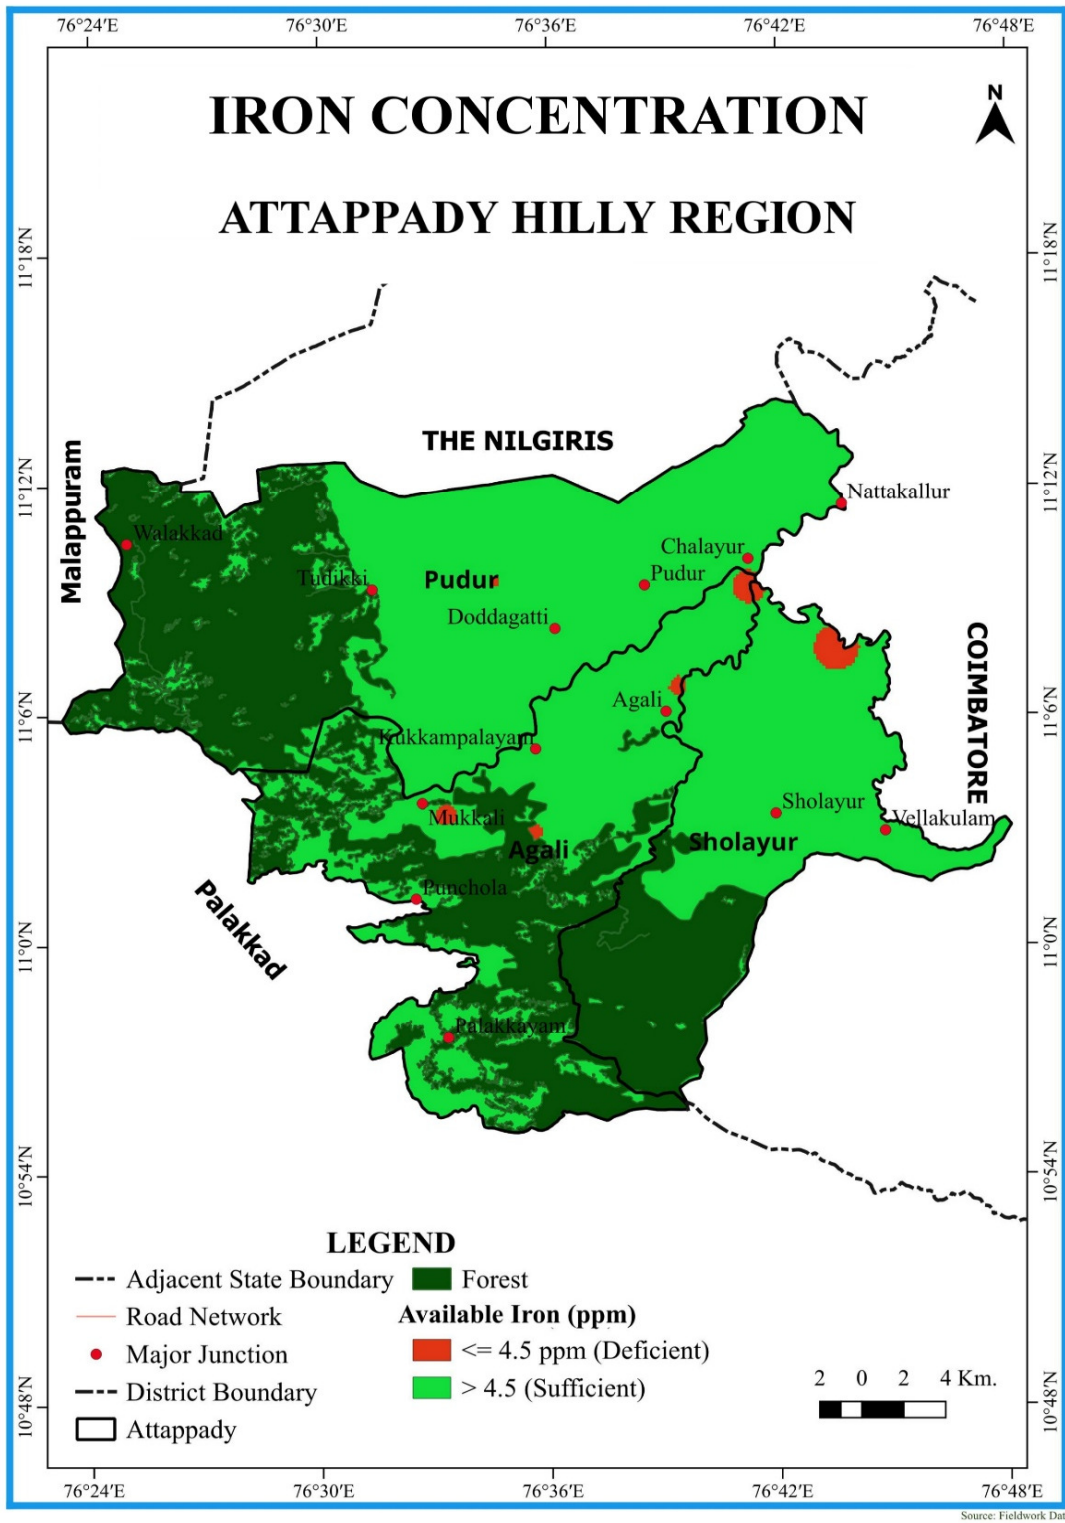 76°24′E 76°30′E 76°36′E 76°42′E 76°48′E
N
IRON CONCENTRATION
ATTAPPADY HILLY REGION
11°18′N
11°18′N
THE NILGIRIS
Malappuram
11°12′N
11°12′N
Nattakallur
Walakkad
Chalayur
Tudikki
Pudur
Pudur
Doddagatti
COIMBATORE
Agali
11°6′N
11°6′N
Kukkampalayam
Sholayur
Mukkali
Vellakulam
Agali
Sholayur
Punchola
Palakkad
11°0′N
11°0′N
Palakkayam
10°54′N
10°54′N
LEGEND
Adjacent State Boundary
Road Network
Major Junction
District Boundary
Attappady
Forest
Available Iron (ppm)
<= 4.5 ppm (Deficient)
> 4.5 (Sufficient)
2 0 2 4 Km.
10°48′N
10°48′N
76°24′E 76°30′E 76°36′E 76°42′E 76°48′E
Source: Fieldwork Dat